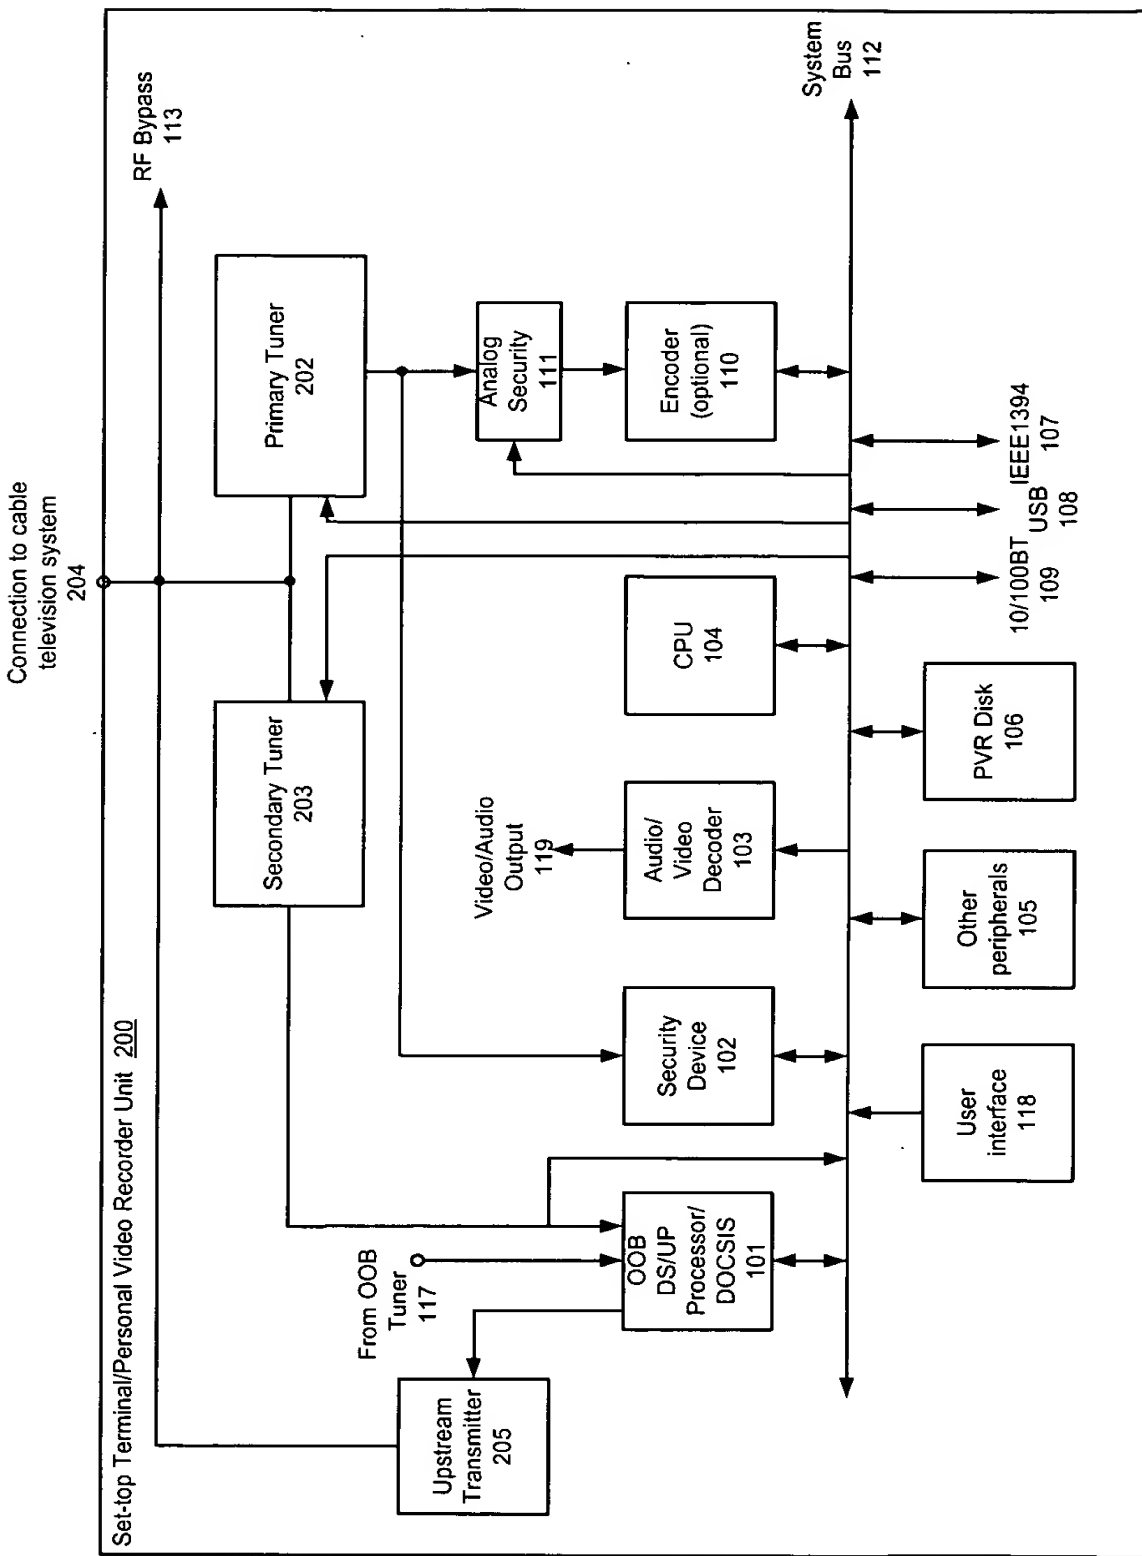 Connection to cable
television system
204
Set-top Terminal/Personal Video Recorder Unit 200
RF Bypass
113
Upstream
Transmitter
205
Secondary Tuner
203
Primary Tuner
202
From OOB
Tuner
117
Video/Audio
Output
119
Analog
Security
111
OOB
DS/UP
Processor/
DOCSIS
101
Security
Device
102
Audio/
Video
Decoder
103
CPU
104
Encoder
(optional)
110
System
Bus
112
User
interface
118
Other
peripherals
105
PVR Disk
106
10/100BT
109
USB
108
IEEE1394
107